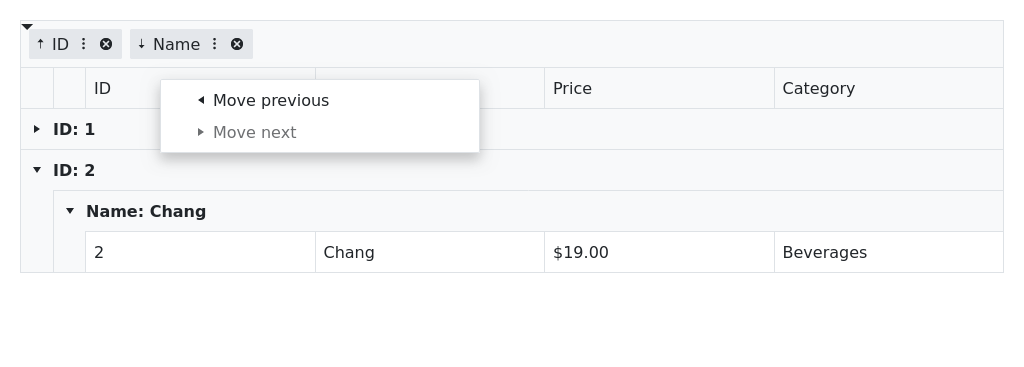 ID Name
ID Price Category
Move previous
Move next
ID: 1
ID: 2
Name: Chang
2 Chang $19.00 Beverages